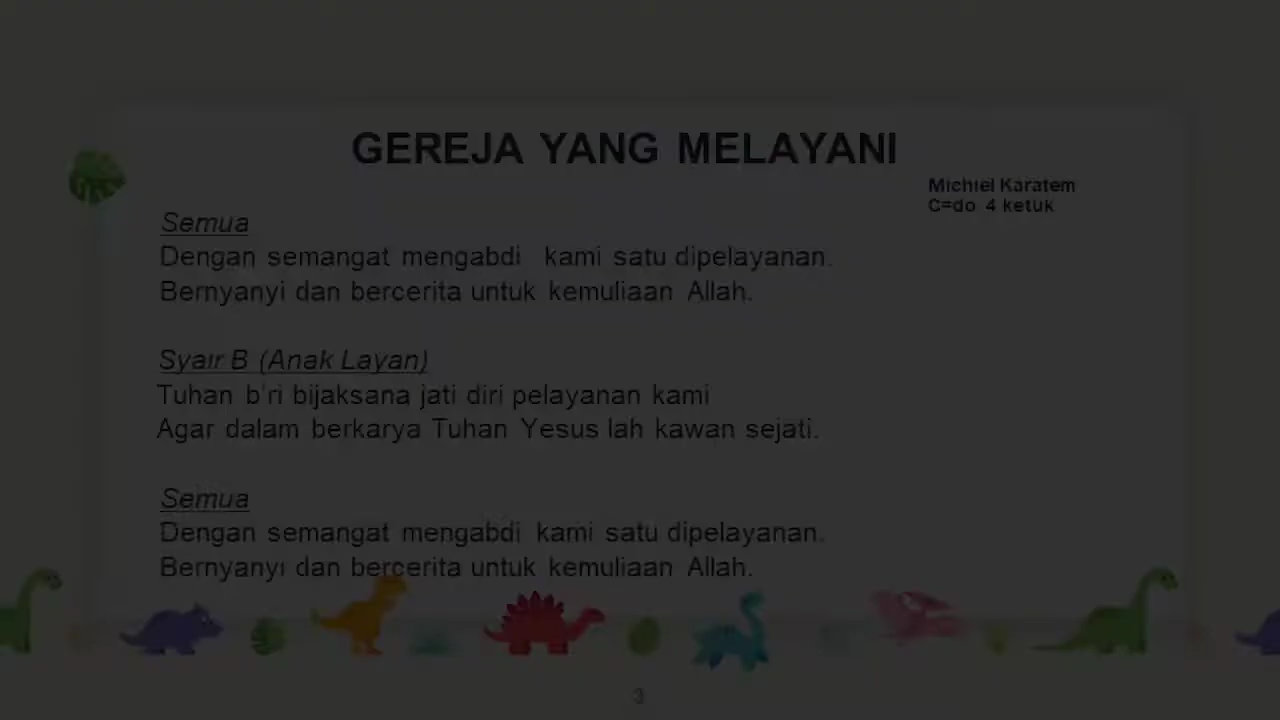 GEREJA YANG MELAYANI
Michiel Karatem
C=do 4 ketuk
Semua
Dengan semangat mengabdi kami satu dipelayanan.
Bernyanyi dan bercerita untuk kemuliaan Allah.
Syair B (Anak Layan)
Tuhan b'ri bijaksana jati diri pelayanan kami
Agar dalam berkarya Tuhan Yesus lah kawan sejati.
Semua
Dengan semangat mengabdi kami satu dipelayanan.
Bernyanyi dan bercerita untuk kemuliaan Allah.
3